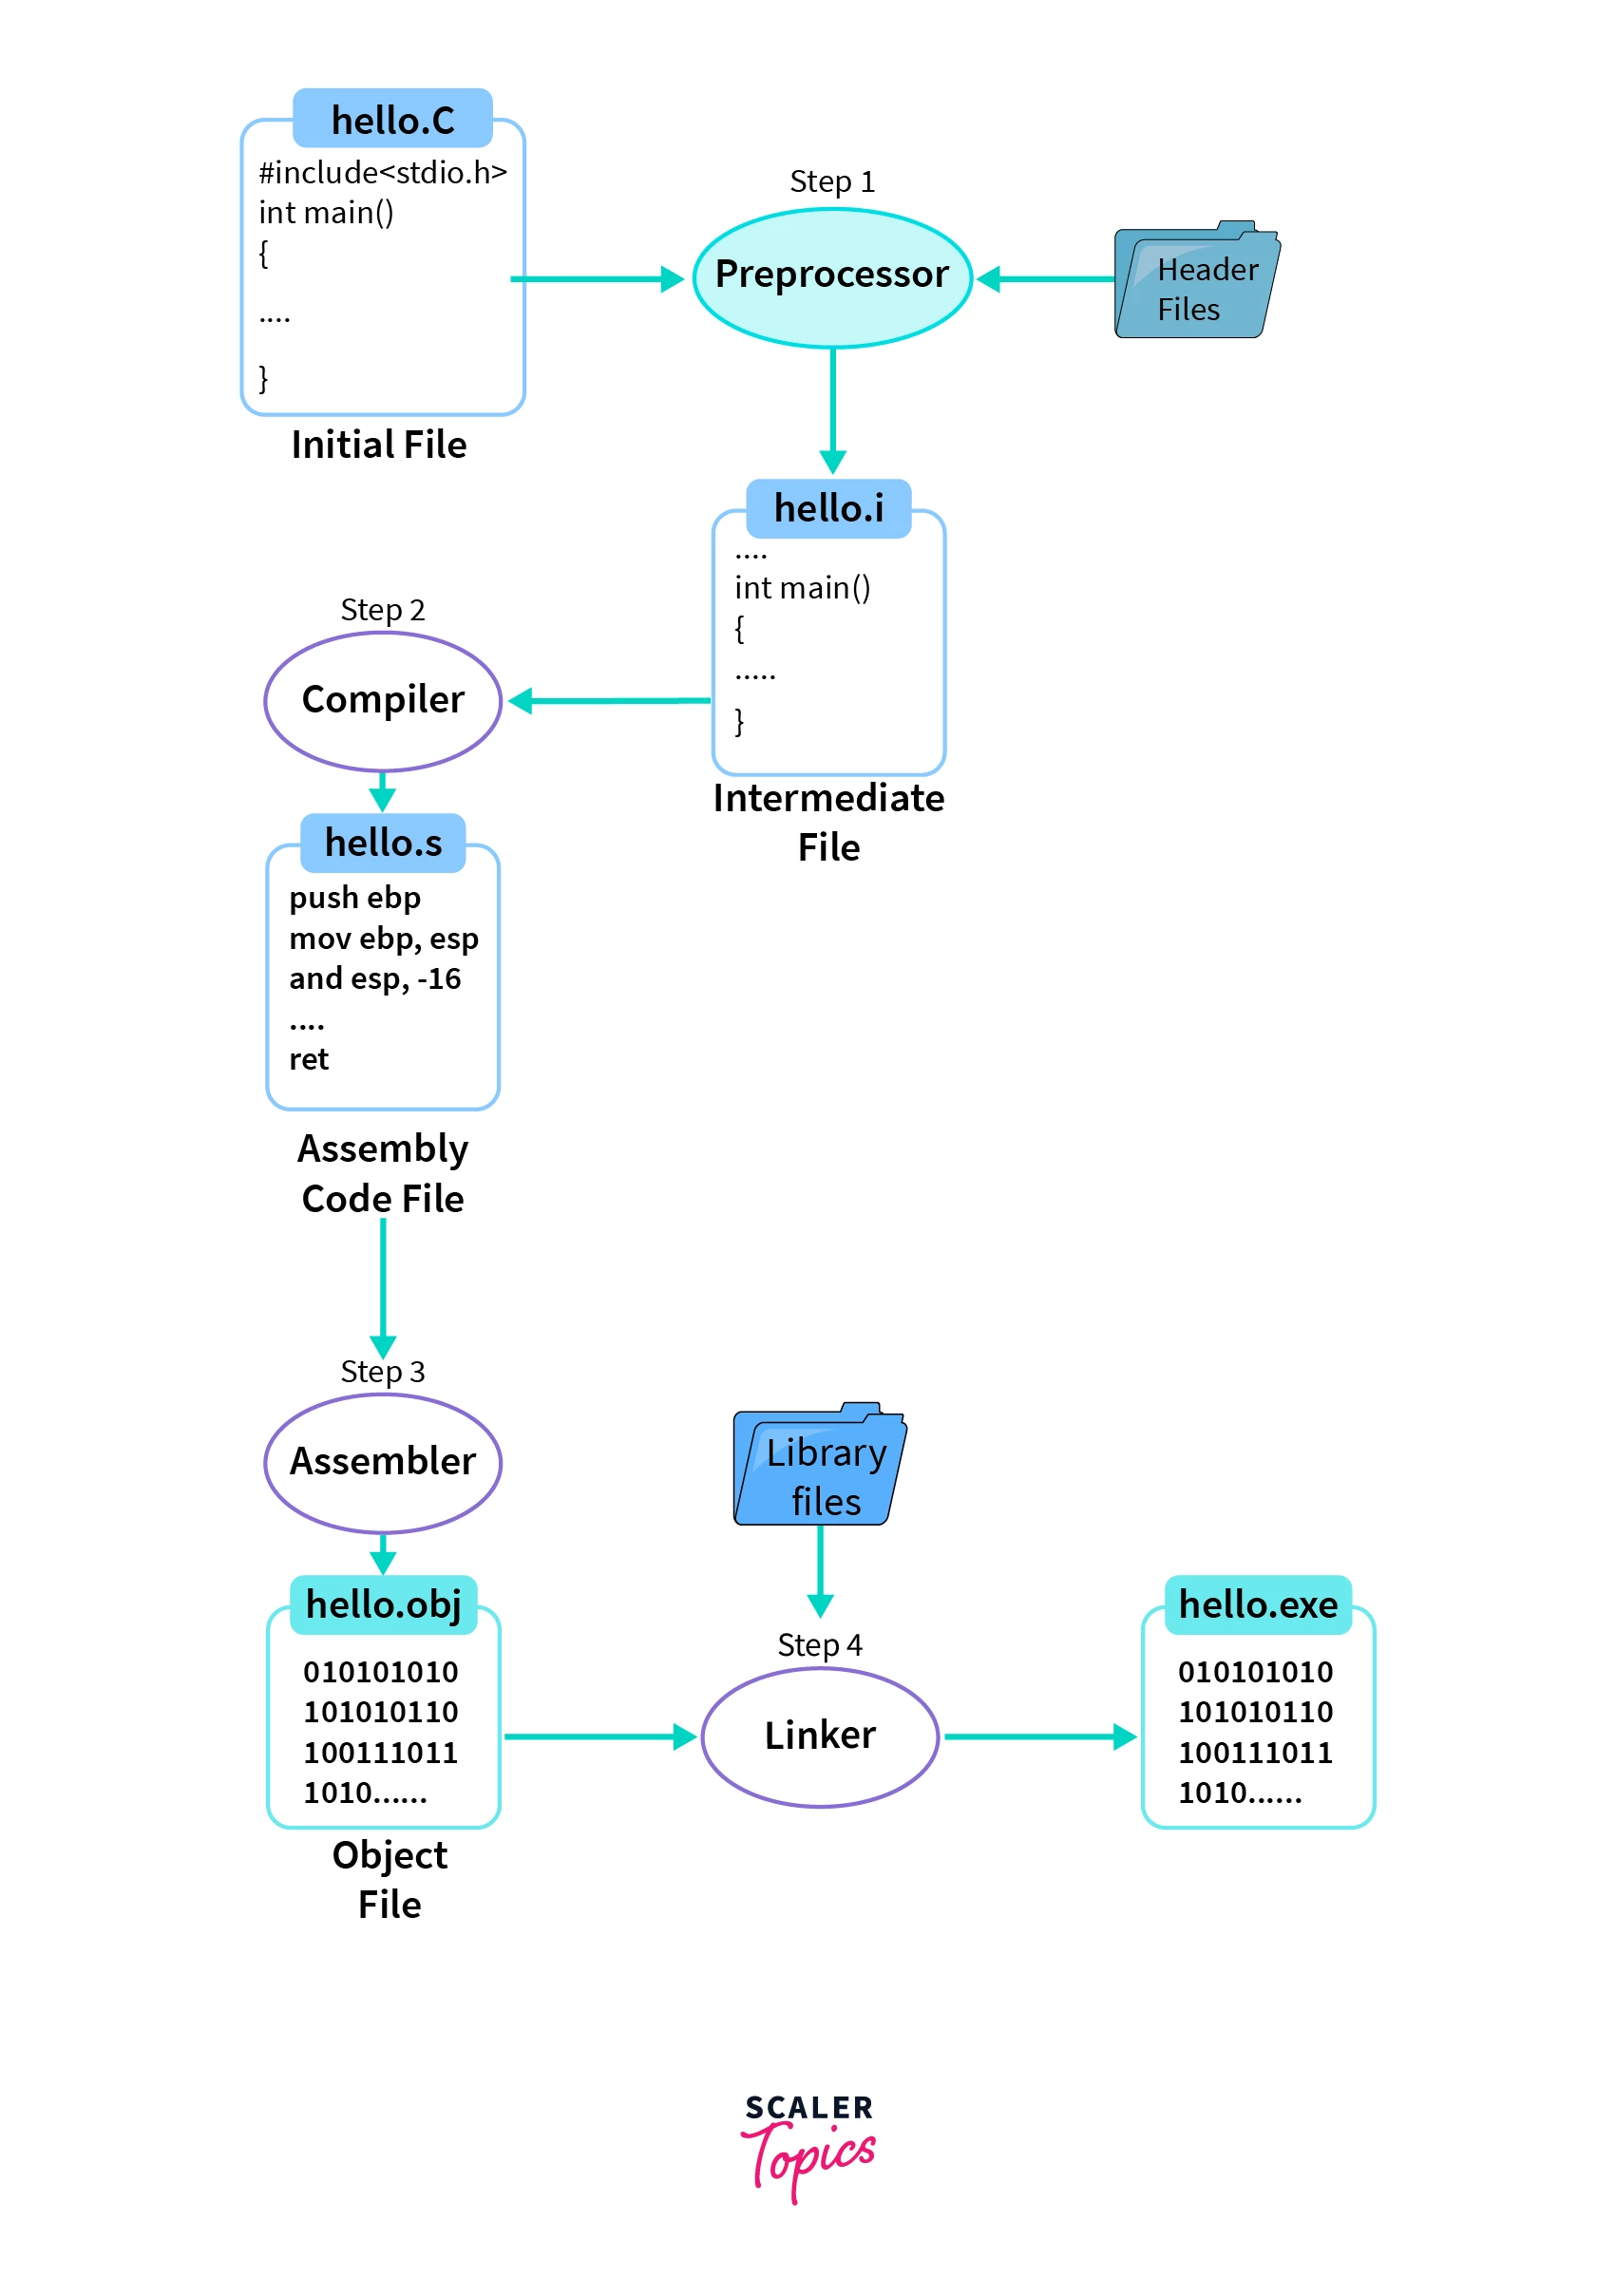 hello.C
#include<stdio.h>
int main()
{
....
}
Initial File
Step 1
Preprocessor
Header
Files
hello.i
....
int main()
{
.....
}
Intermediate
File
Step 2
Compiler
hello.s
push ebp
mov ebp, esp
and esp, -16
....
ret
Assembly
Code File
Step 3
Assembler
hello.obj
010101010
101010110
100111011
1010......
Object
File
Library
files
Step 4
Linker
hello.exe
010101010
101010110
100111011
1010......
SCALER
Topics